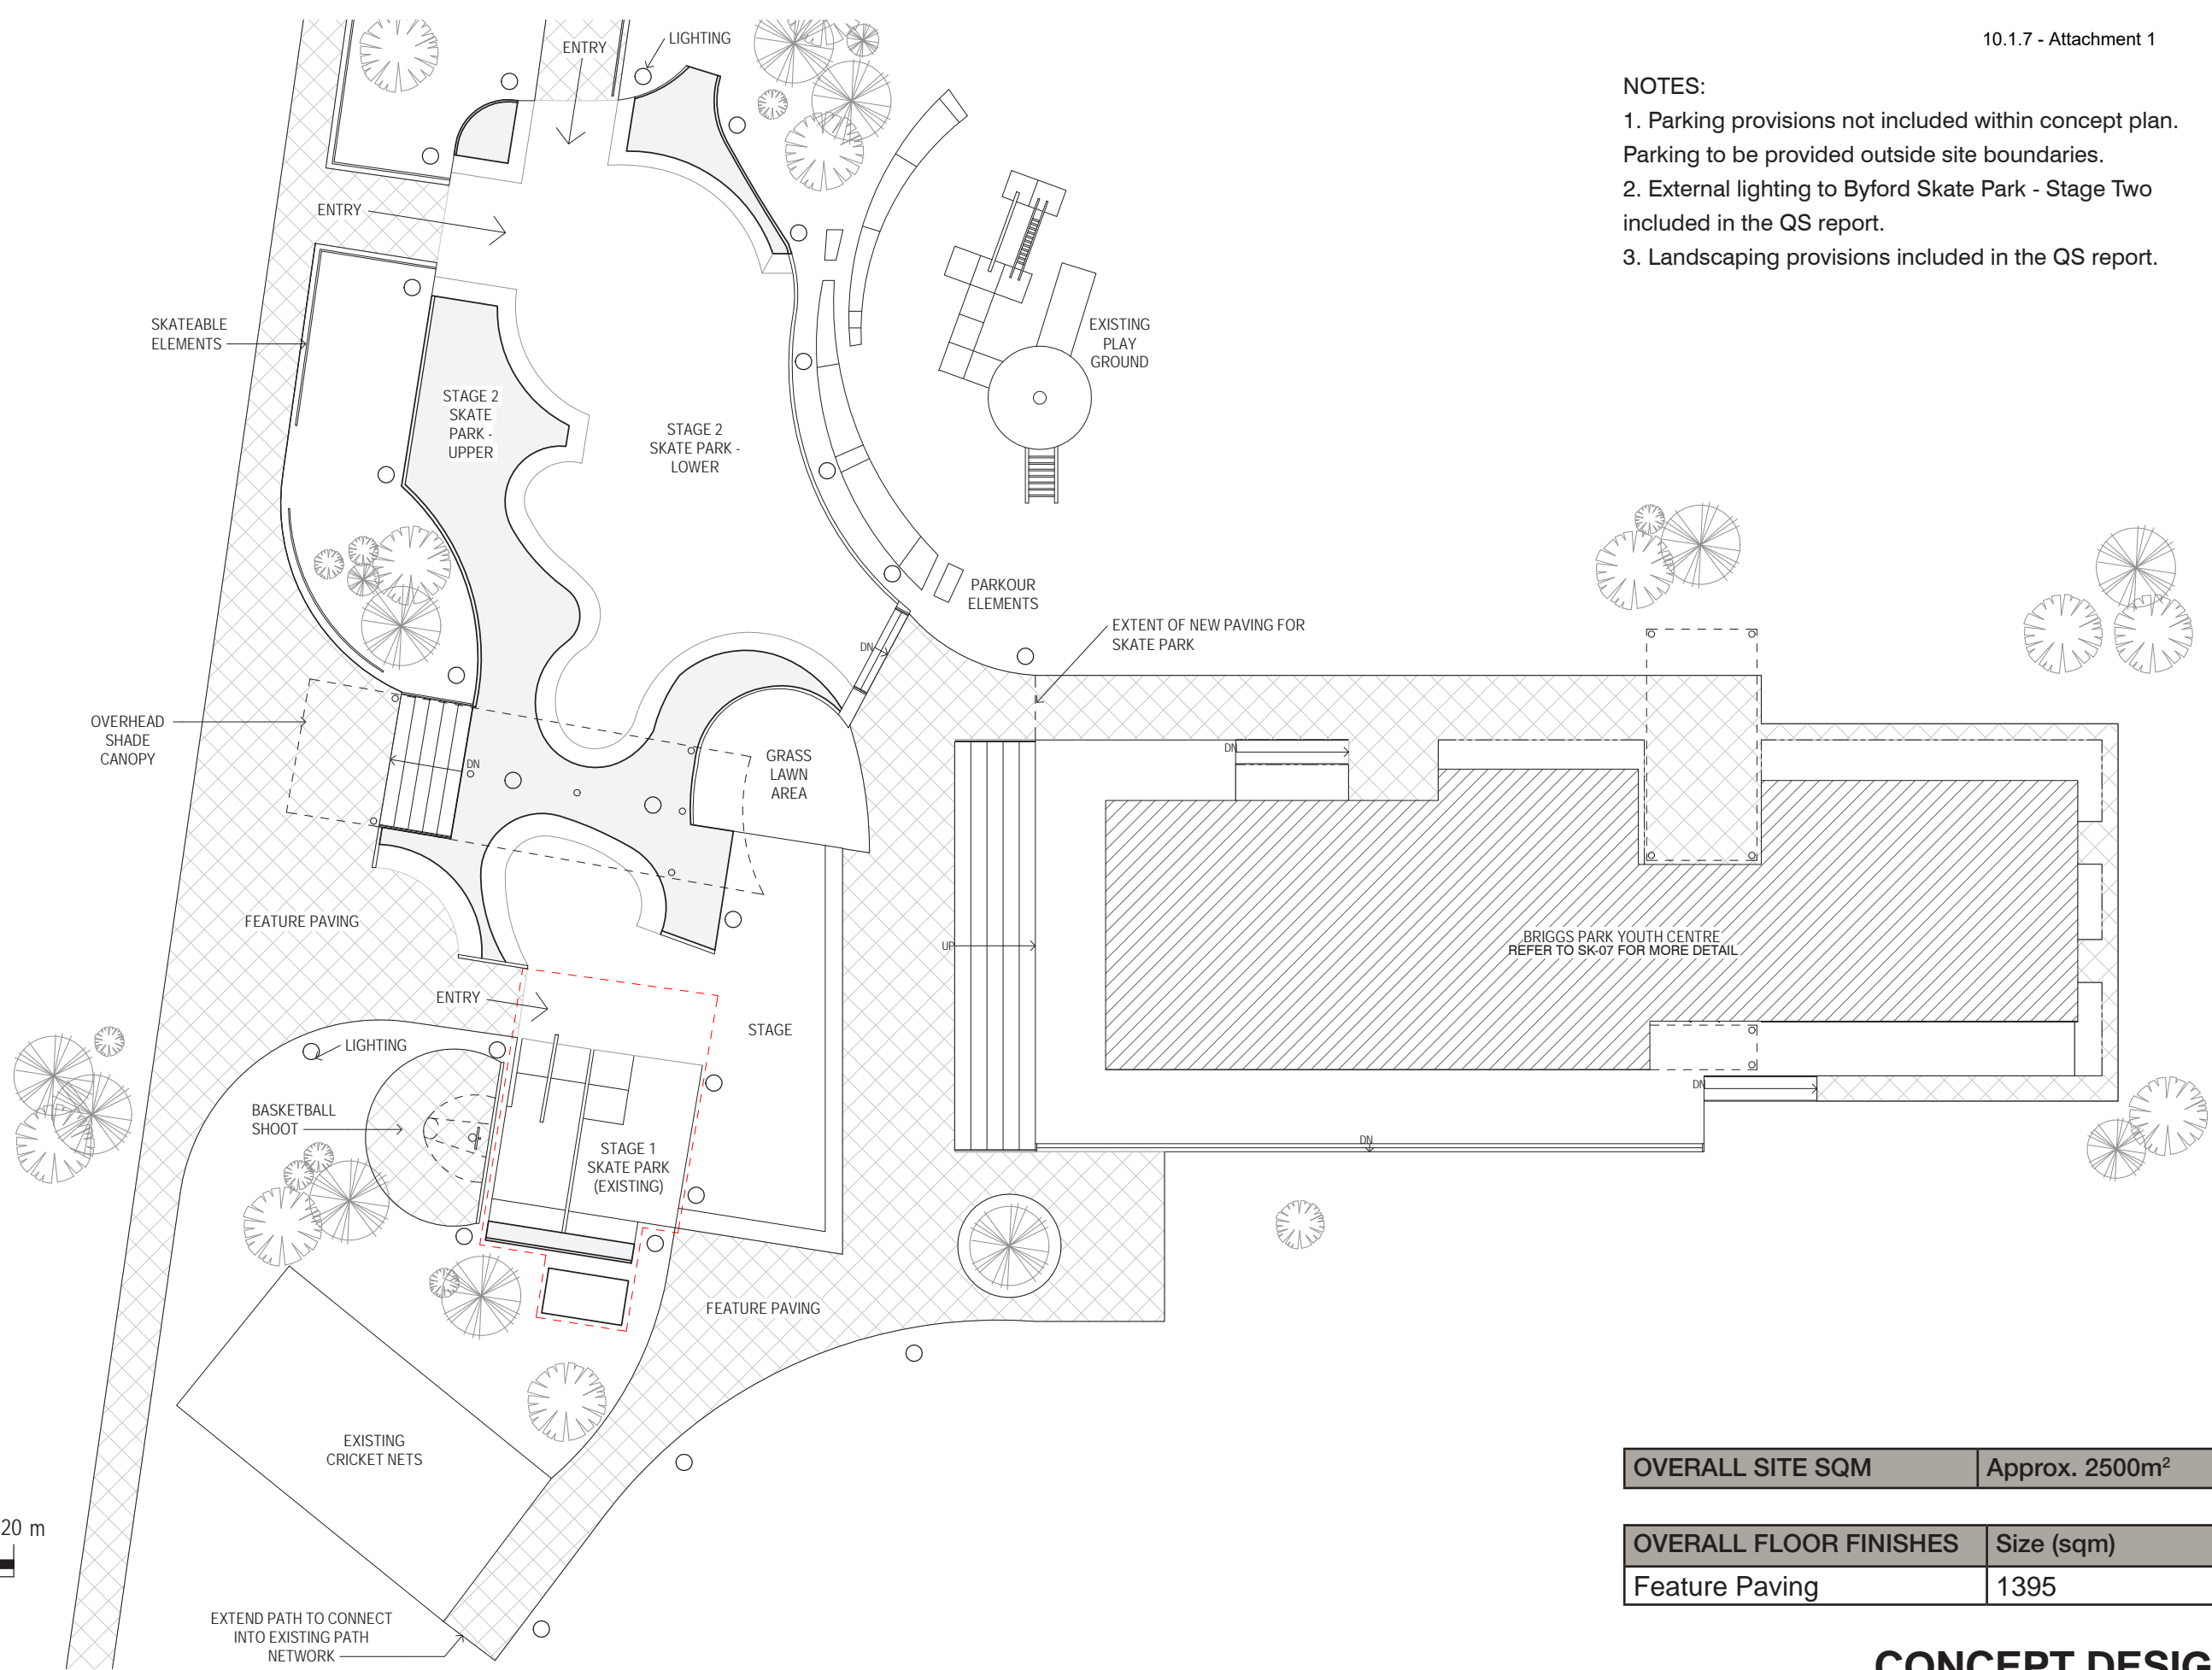 10.1.7 - Attachment 1
NOTES:
1. Parking provisions not included within concept plan.
Parking to be provided outside site boundaries.
2. External lighting to Byford Skate Park - Stage Two
included in the QS report.
3. Landscaping provisions included in the QS report.
ENTRY
LIGHTING
ENTRY
SKATEABLE
ELEMENTS
EXISTING
PLAY
GROUND
STAGE 2
SKATE
PARK -
UPPER
STAGE 2
SKATE PARK -
LOWER
PARKOUR
ELEMENTS
EXTENT OF NEW PAVING FOR
SKATE PARK
DN
OVERHEAD
SHADE
CANOPY
DN
GRASS
LAWN
AREA
DN
FEATURE PAVING
UP
BRIGGS PARK YOUTH CENTRE
REFER TO SK-07 FOR MORE DETAIL
ENTRY
STAGE
LIGHTING
BASKETBALL
SHOOT
STAGE 1
SKATE PARK
(EXISTING)
DN
DN
FEATURE PAVING
EXISTING
CRICKET NETS
20 m
EXTEND PATH TO CONNECT
INTO EXISTING PATH
NETWORK
OVERALL SITE SQM Approx. 2500m²
OVERALL FLOOR FINISHES Size (sqm)
Feature Paving 1395
CONCEPT DESIG